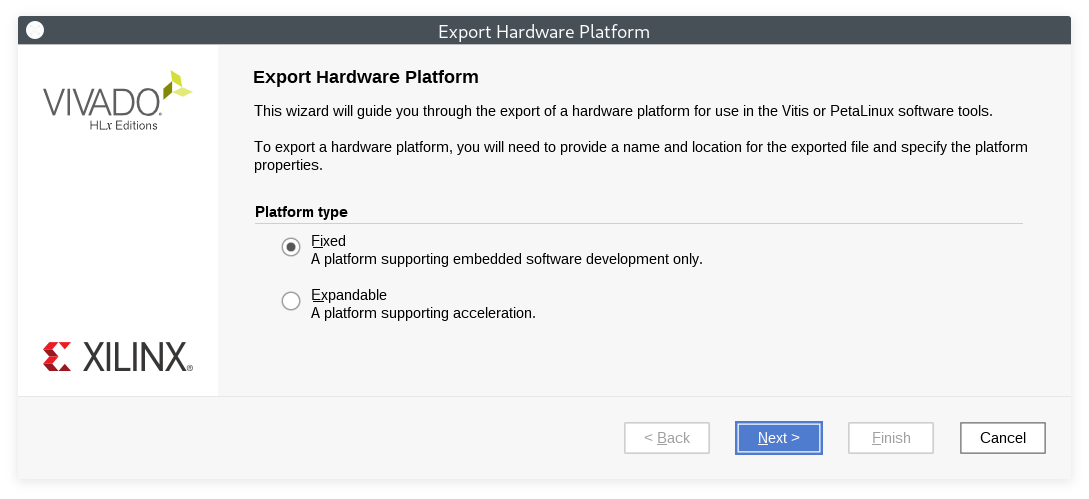 Export Hardware Platform
VIVADO
HLx Editions
Export Hardware Platform
This wizard will guide you through the export of a hardware platform for use in the Vitis or PetaLinux software tools.
To export a hardware platform, you will need to provide a name and location for the exported file and specify the platform
properties.
Platform type
Fixed
A platform supporting embedded software development only.
Expandable
A platform supporting acceleration.
XILINX®
< Back
Next >
Finish
Cancel